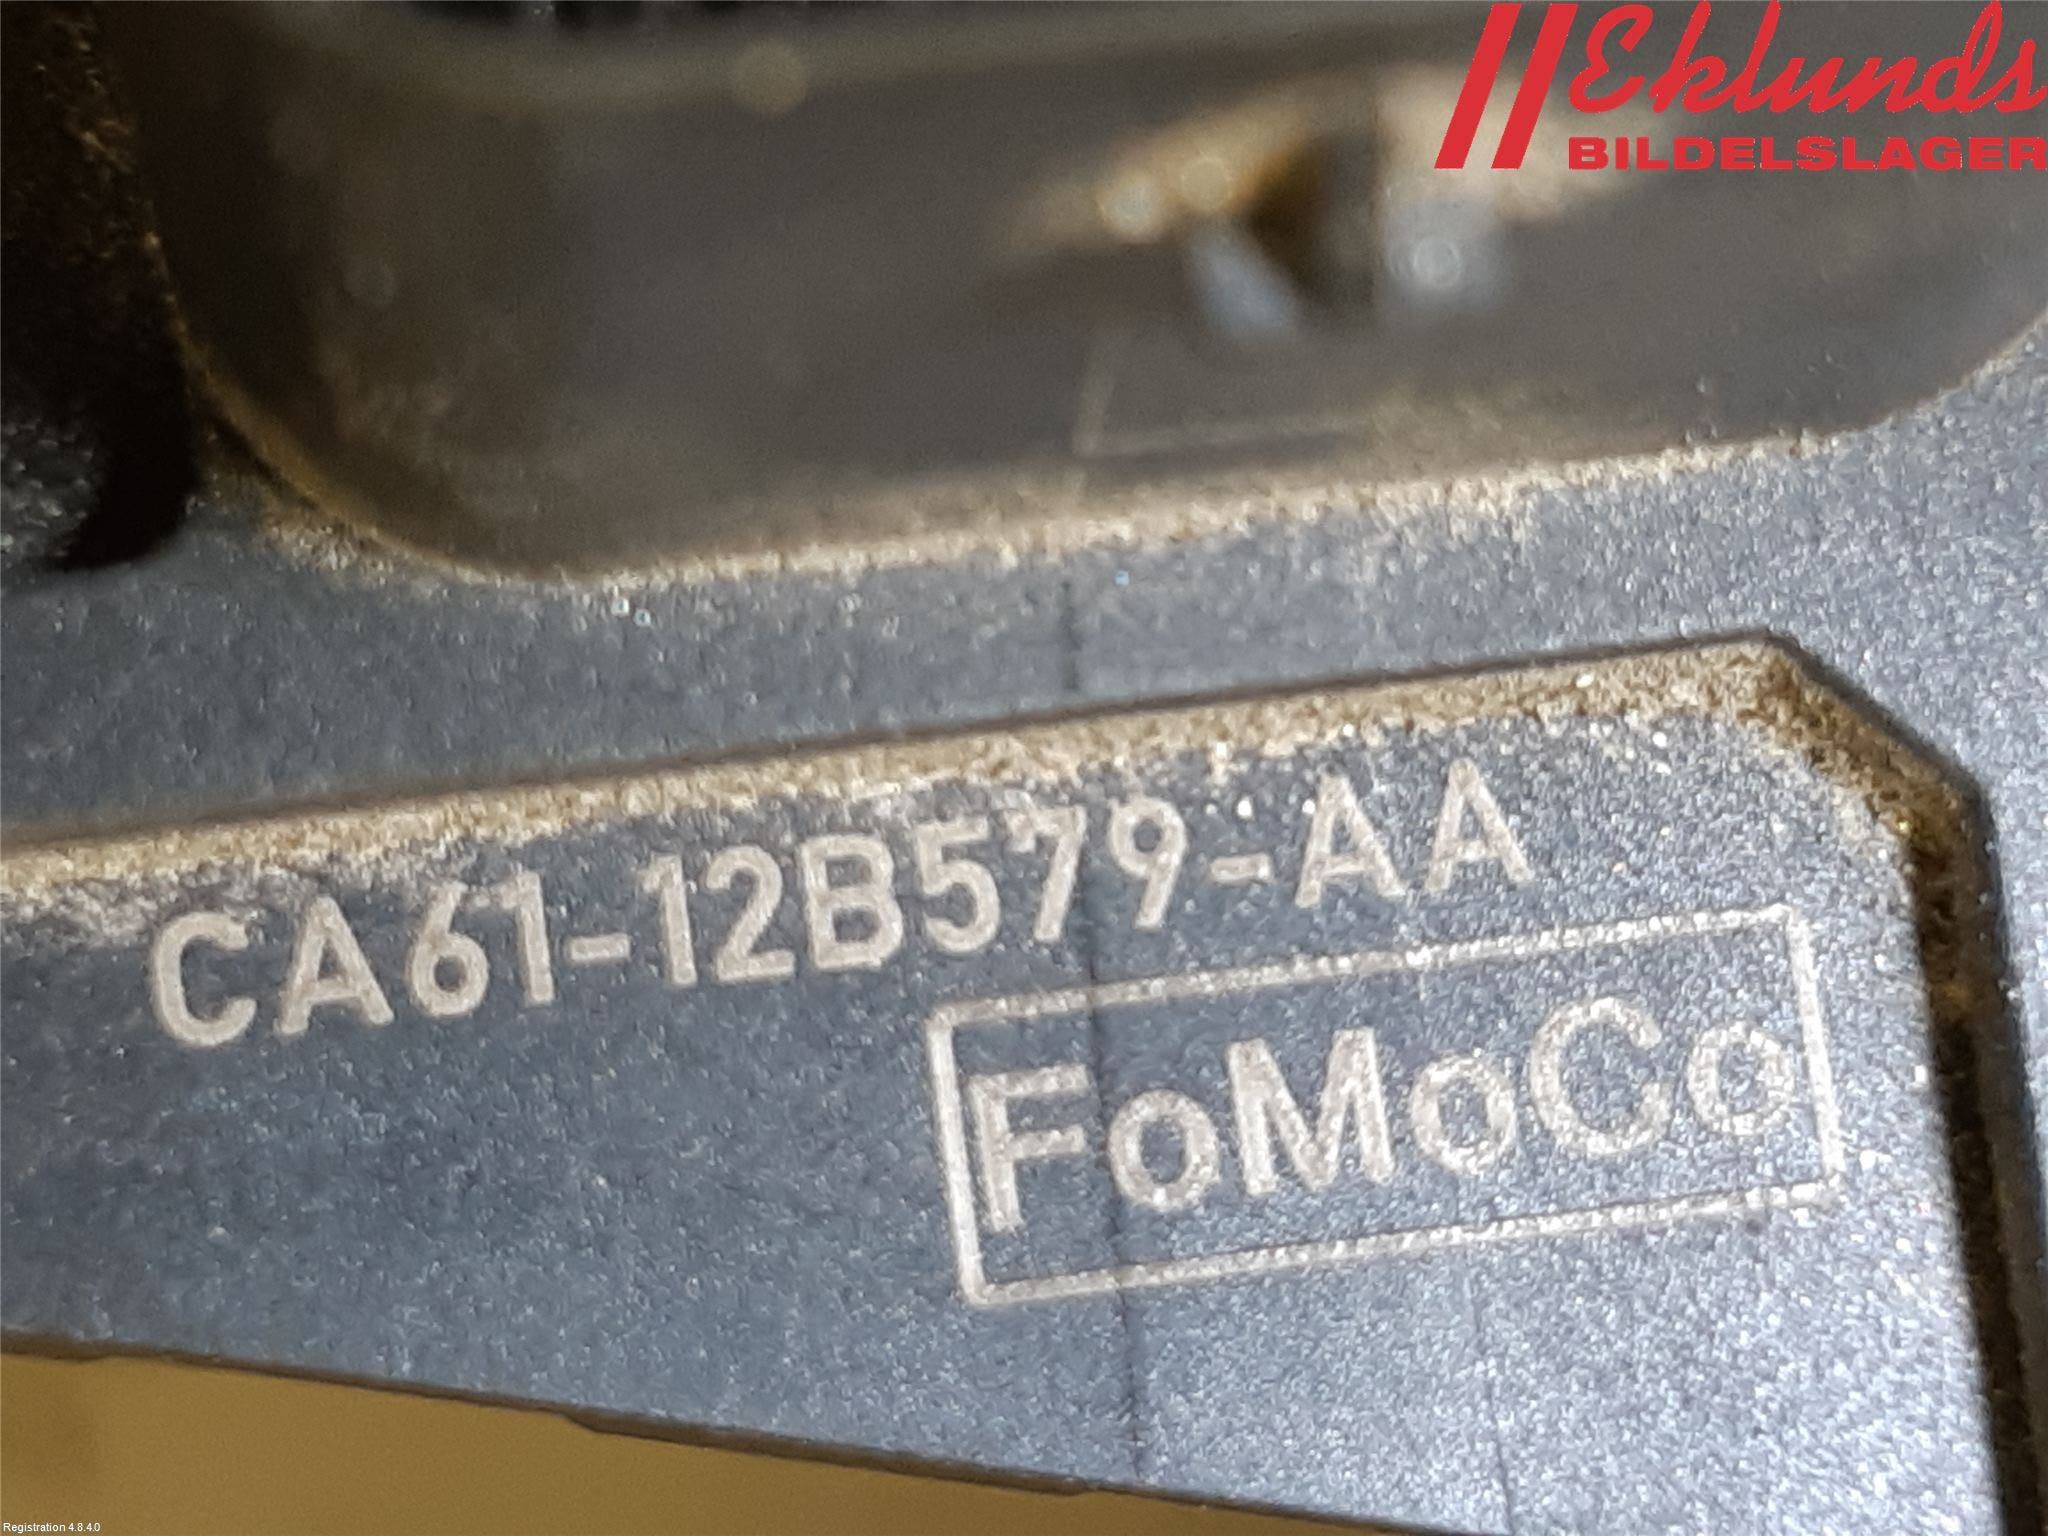 Eklunds
BILDELSLAGER
CA61-12B579-AA
FoMoCo
Registration 4.8.4.0